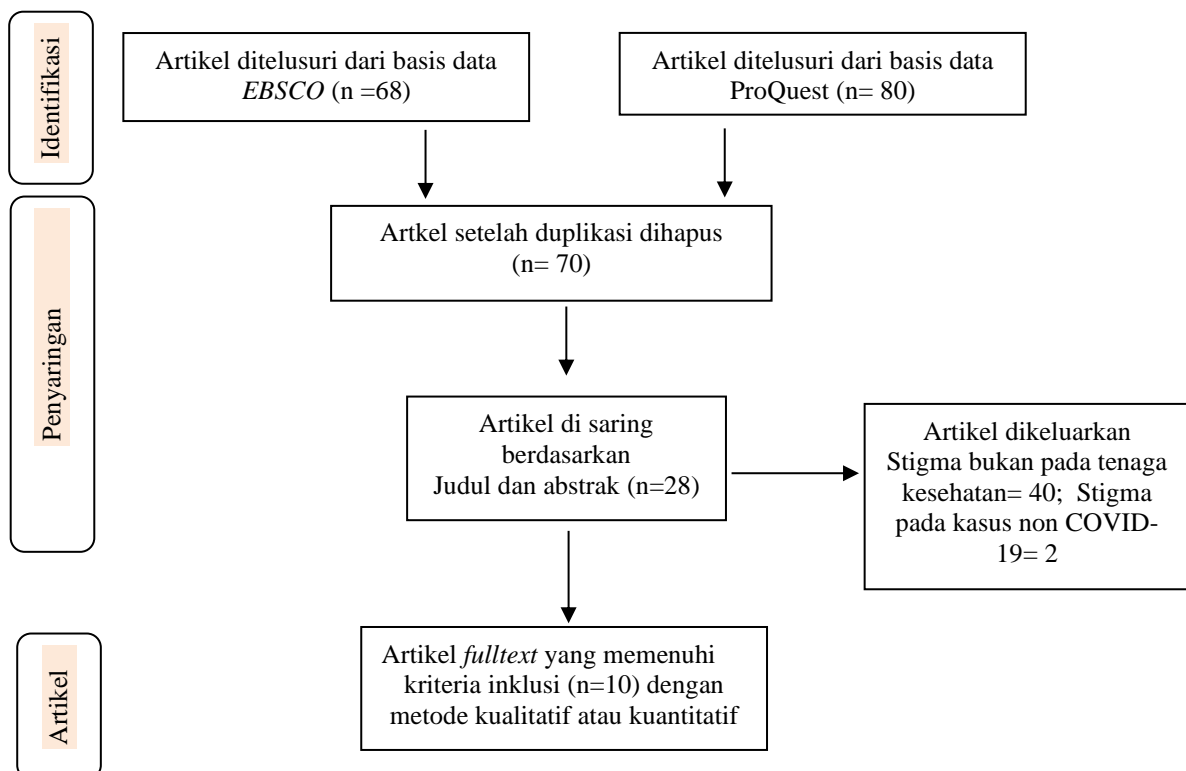 Identifikasi
Artikel ditelusuri dari basis data
EBSCO (n =68)
Artikel ditelusuri dari basis data
ProQuest (n= 80)
Penyaringan
Artkel setelah duplikasi dihapus
(n= 70)
Artikel di saring
berdasarkan
Judul dan abstrak (n=28)
Artikel dikeluarkan
Stigma bukan pada tenaga
kesehatan= 40; Stigma
pada kasus non COVID-
19= 2
Artikel
Artikel fulltext yang memenuhi
kriteria inklusi (n=10) dengan
metode kualitatif atau kuantitatif